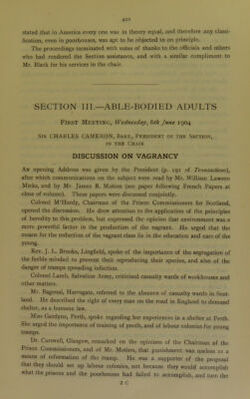 401
stated that in America every one was in theory equal, and therefore any classi-
fication, even in poorhouses, was apt to be objected to on principle.
The proceedings terminated with votes of thanks to the officials and others
who had rendered the Section assistance, and with a similar compliment to
Mr. Black for his services in the chair.
SECTION III.—ABLE-BODIED ADULTS
First Meeting, Wednesday, 8th June 1904
SIR CHARLES CAMERON, Bart., President of the Section,
in the Chair
DISCUSSION ON VAGRANCY
An opening Address was given by the President (p. 191 of Transactions),
after which communications on the subject were read by Mr. William Lawson
Mirks, and by Mr. James R. Motion (see paper following French Papers at
close of Transactions). These papers were discussed conjointly.
Colonel M'Hardy, Chairman of the Prison Commissioners for Scotland,
opened the discussion. He drew attention to the application of the principles
of heredity to this problem, but expressed the opinion that environment was a
more powerful factor in the production of the vagrant. He urged that the
means for the reduction of the vagrant class lie in the education and care of the
young.
Rev. J. L. Brooks, Lingfield, spoke of the importance of the segregation of
the feeble minded to prevent their reproducing their species, and also of the
danger of tramps spreading infection.
Colonel Lamb, Salvation Army, criticised casualty wards of workhouses and
other matters.
Mr. Bagenal, Harrogate, referred to the absence of casualty wards in Scot-
land. He described the right of every man on the road in England to demand
shelter, as a humane law.
Miss Gardyne, Perth, spoke regarding her experiences in a shelter at Perth.
She urged the importance of training of youth, and of labour colonies for young
tramps.
Dr. Carswell, Glasgow, remarked on the opinions of the Chairman of the
Prison Commissioners, and of Mr. Motion, that punishment was useless as a
means of reformation of the tramp. He was a supporter of the proposal
that they should set up labour colonies, not because they would accomplish
what the prisons and the poorhouses had failed to accomplish, and turn the
2 C